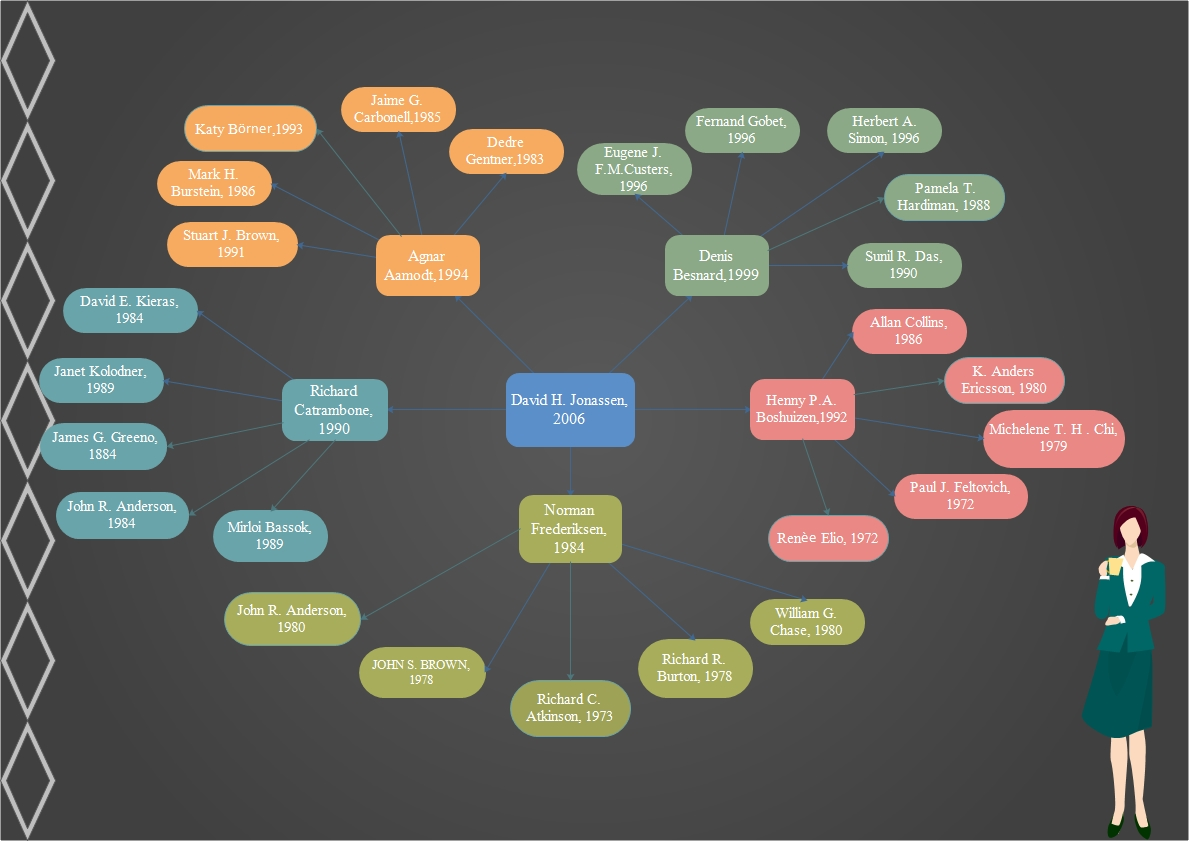 Jaime G.
Carbonell,1985
Katy Börner,1993
Dedre
Gentner,1983
Mark H.
Burstein, 1986
Stuart J. Brown,
1991
Agnar
Aamodt,1994
Fernand Gobet,
1996
Herbert A.
Simon, 1996
Eugene J.
F.M.Custers,
1996
Pamela T.
Hardiman, 1988
Denis
Besnard,1999
Sunil R. Das,
1990
David E. Kieras,
1984
Janet Kolodner,
1989
Richard
Catrambone,
1990
James G. Greeno,
1884
John R. Anderson,
1984
Mirloi Bassok,
1989
David H. Jonassen,
2006
Allan Collins,
1986
K. Anders
Ericsson, 1980
Henny P.A.
Boshuizen,1992
Michelene T. H . Chi,
1979
Paul J. Feltovich,
1972
Renèe Elio, 1972
Norman
Frederiksen,
1984
John R. Anderson,
1980
JOHN S. BROWN,
1978
Richard C.
Atkinson, 1973
Richard R.
Burton, 1978
William G.
Chase, 1980